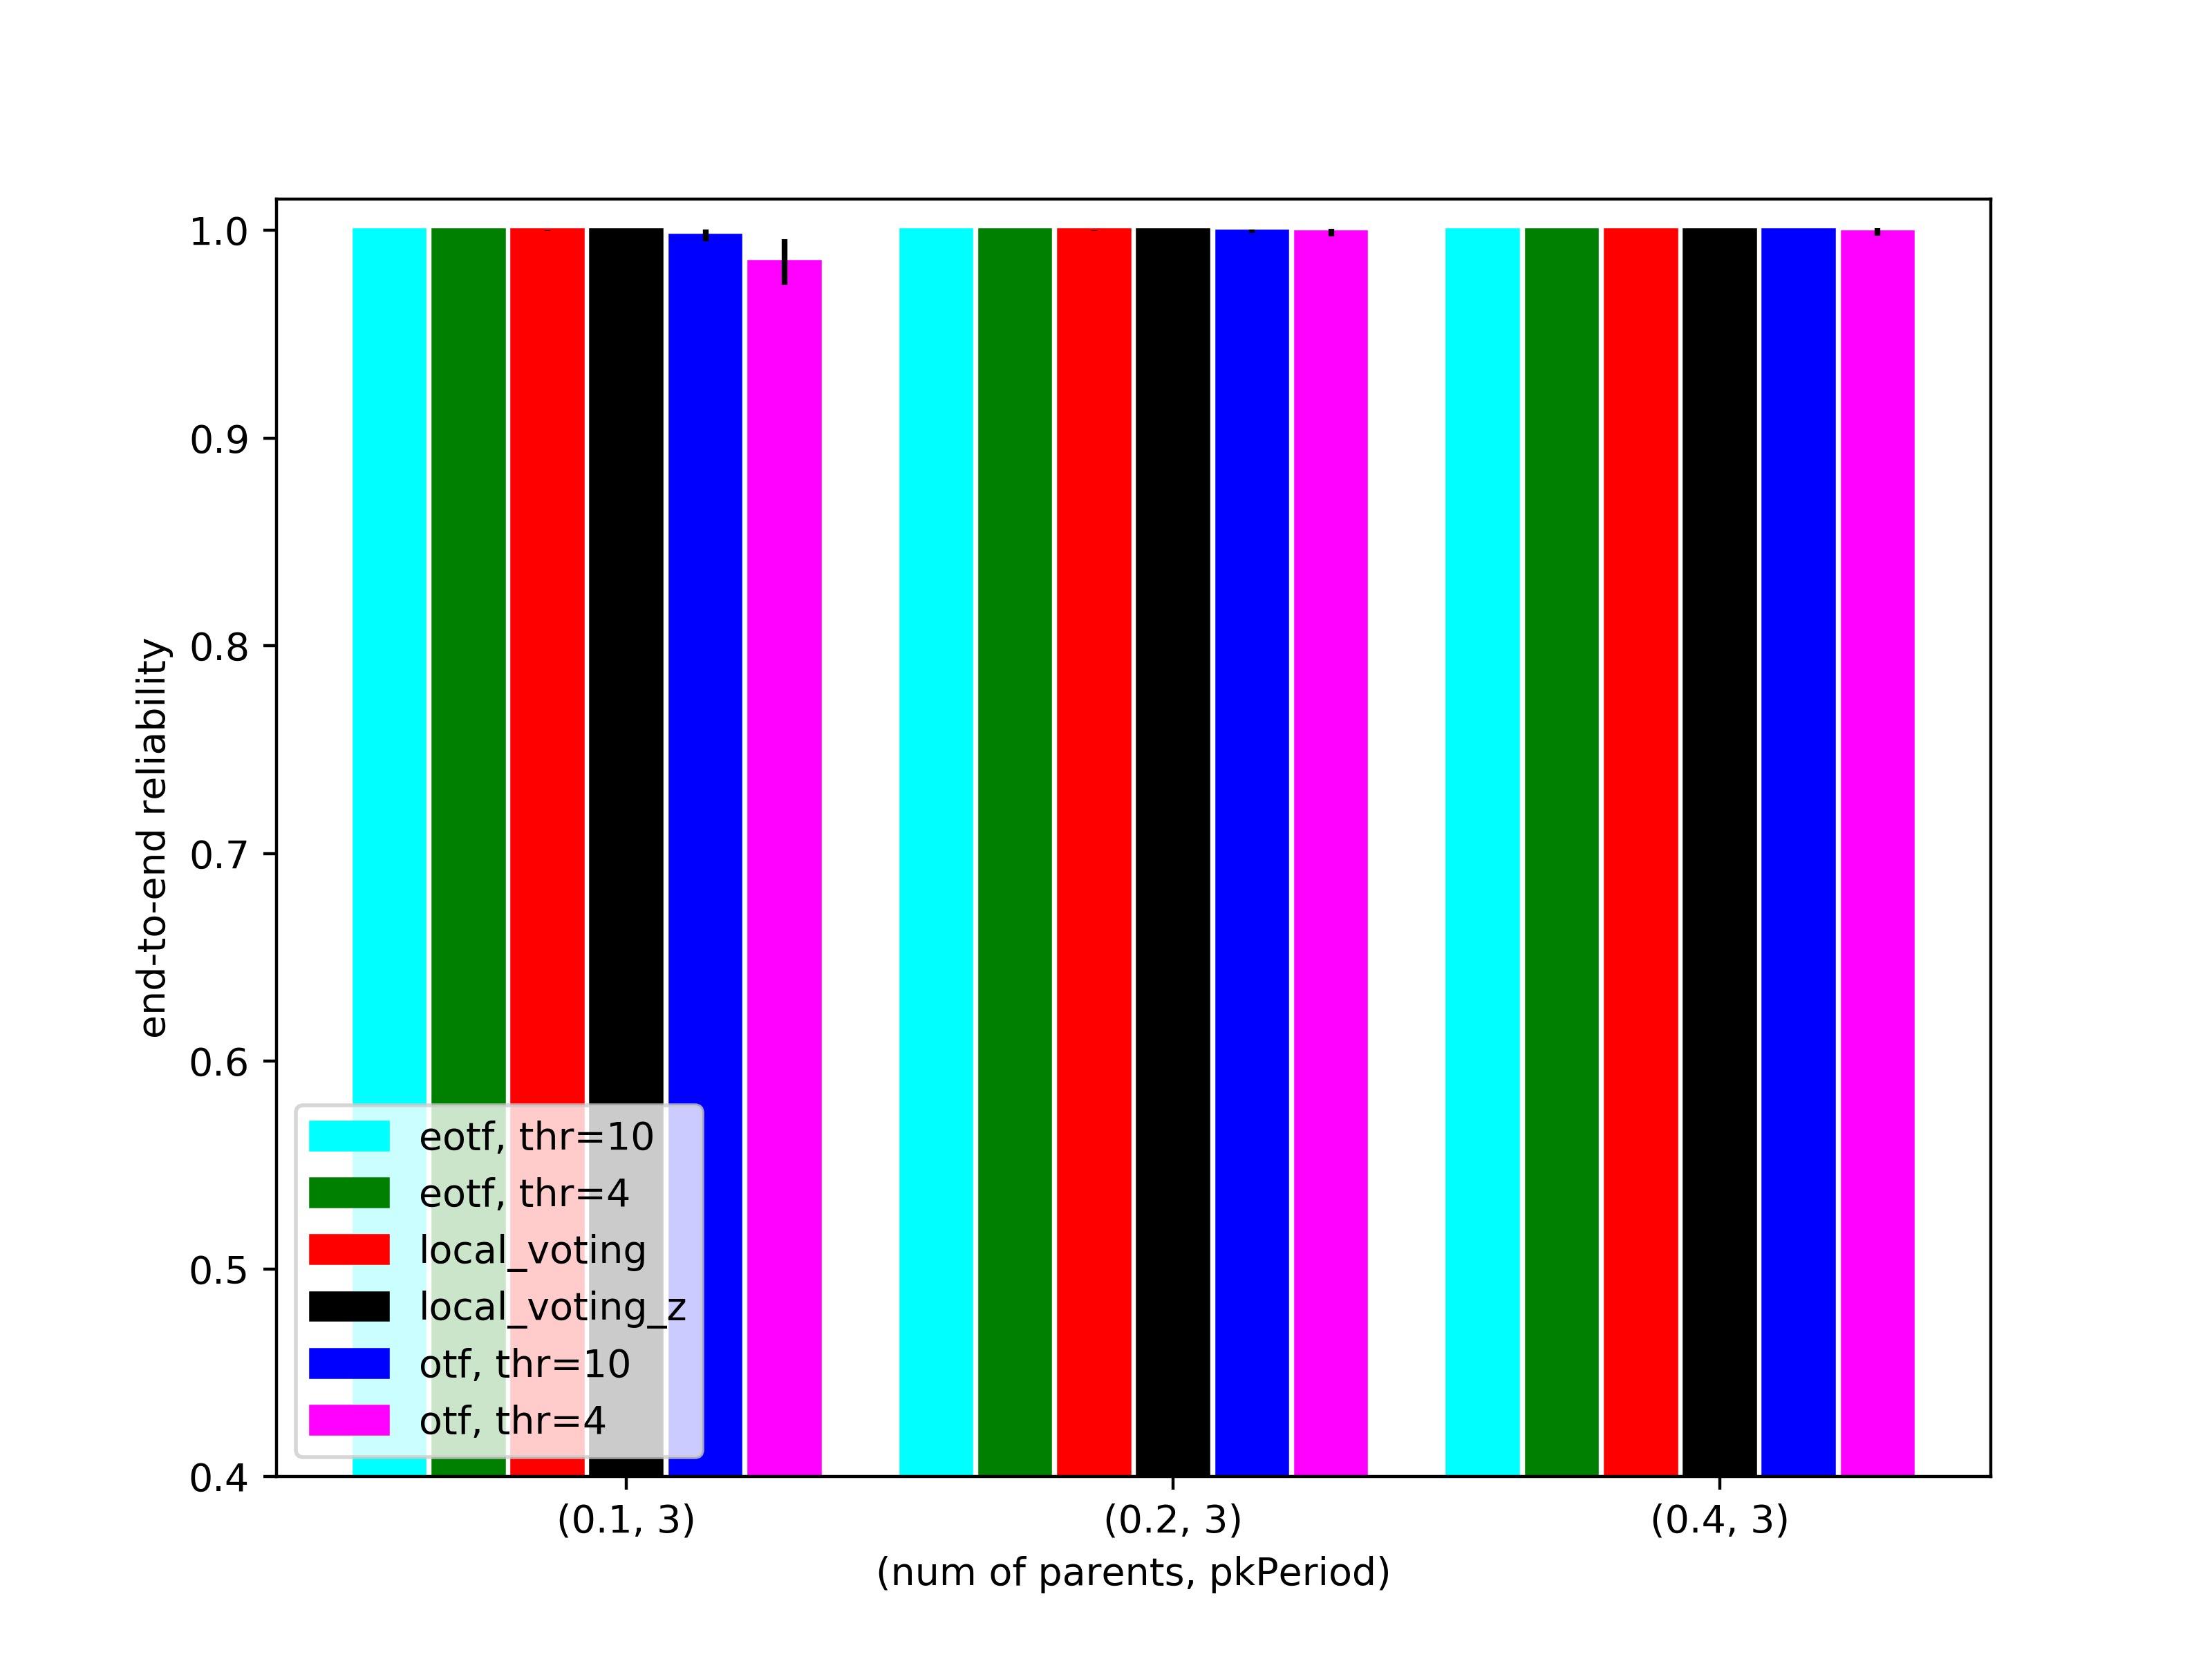 1.0
0.9
0.8
0.7
0.6
0.5
0.4
end-to-end reliability
eotf, thr=10
eotf, thr=4
local_voting
local_voting_z
otf, thr=10
otf, thr=4
(0.1, 3) (0.2, 3) (0.4, 3)
(num of parents, pkPeriod)